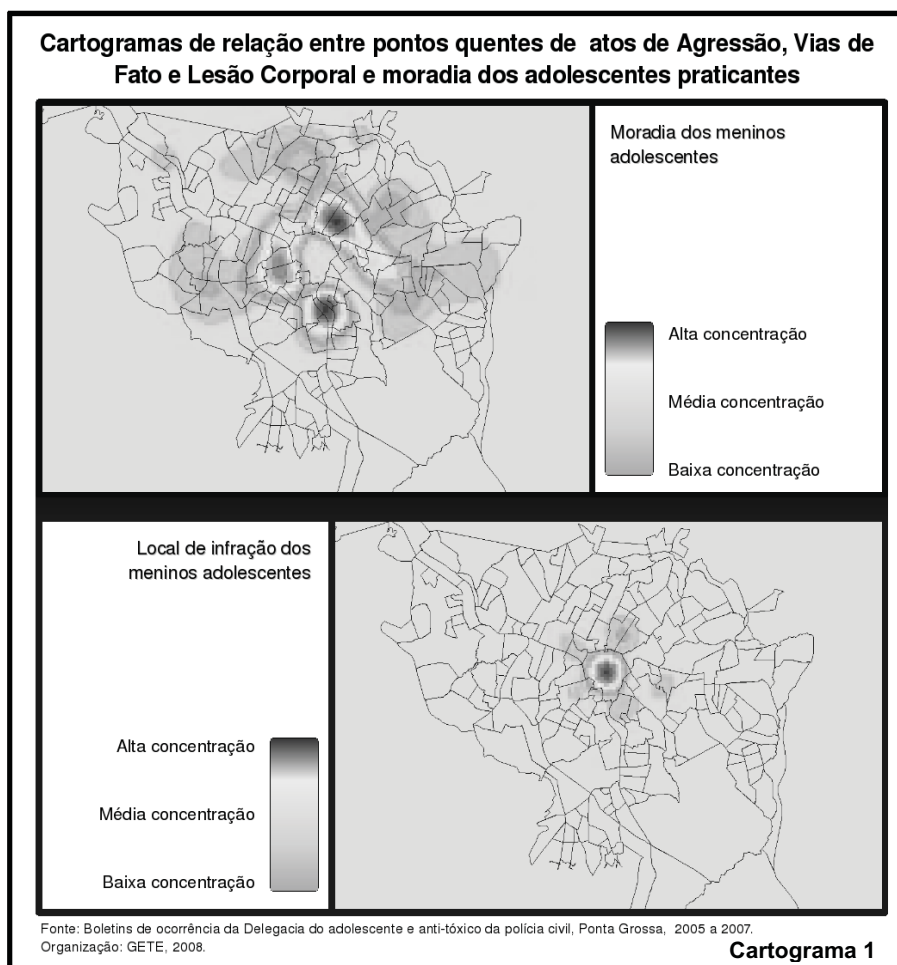 Cartogramas de relação entre pontos quentes de atos de Agressão, Vias de
Fato e Lesão Corporal e moradia dos adolescentes praticantes
Moradia dos meninos
adolescentes
Alta concentração
Média concentração
Baixa concentração
Local de infração dos
meninos adolescentes
Alta concentração
Média concentração
Baixa concentração
Fonte: Boletins de ocorrência da Delegacia do adolescente e anti-tóxico da polícia civil, Ponta Grossa, 2005 a 2007.
Organização: GETE, 2008.
Cartograma 1